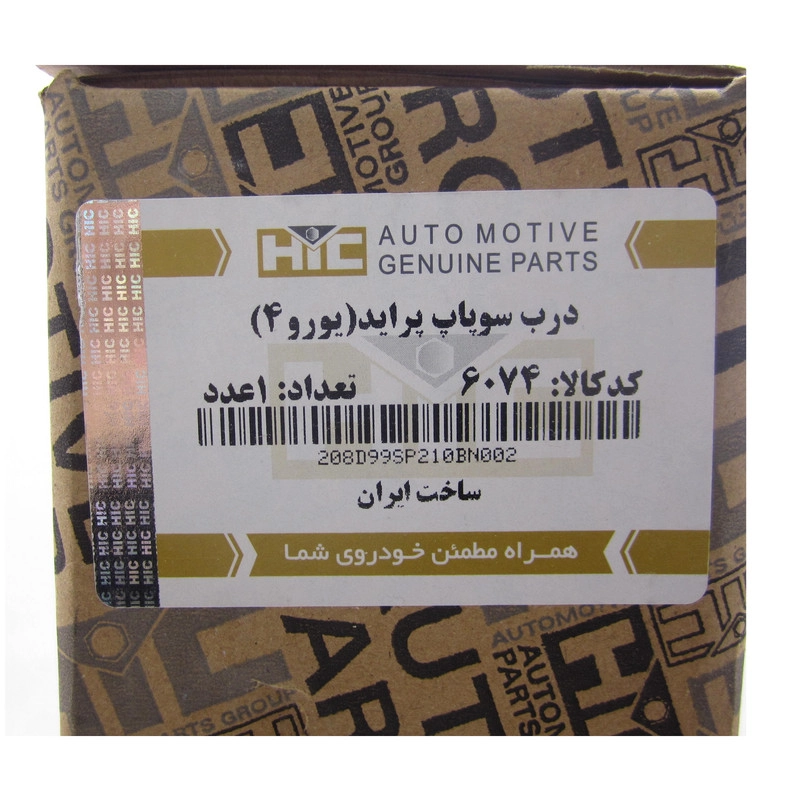 HIC AUTO MOTIVE
GENUINE PARTS
درب سوپاپ پراید(یورو۴)
کدکالا: ۶۰۷۴ تعداد: ۱عدد
208D99SP210BN002
ساخت ایران
همراه مطمئن خودروی شما